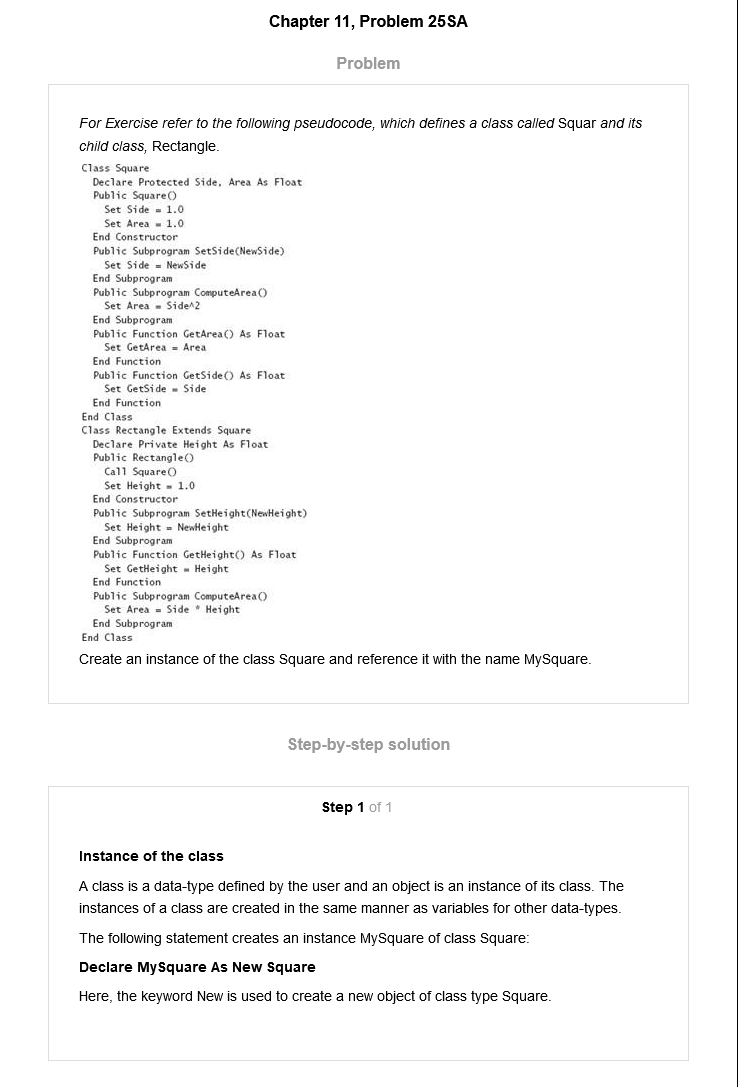 Chapter 11, Problem 25SA
Problem
For Exercise refer to the following pseudocode, which defines a class called Squar and its
child class, Rectangle.
Class Square
Declare Protected Side, Area As Float
Public Square()
Set Side = 1.0
Set Area = 1.0
End Constructor
Public Subprogram SetSide(NewSide)
Set Side = NewSide
End Subprogram
Public Subprogram ComputeArea()
Set Area = Side^2
End Subprogram
Public Function GetArea() As Float
Set GetArea = Area
End Function
Public Function GetSide() As Float
Set GetSide = Side
End Function
End Class
Class Rectangle Extends Square
Declare Private Height As Float
Public Rectangle()
Call Square()
Set Height = 1.0
End Constructor
Public Subprogram SetHeight(NewHeight)
Set Height = NewHeight
End Subprogram
Public Function GetHeight() As Float
Set GetHeight = Height
End Function
Public Subprogram ComputeArea()
Set Area = Side * Height
End Subprogram
End Class
Create an instance of the class Square and reference it with the name MySquare.
Step-by-step solution
Step 1 of 1
Instance of the class
A class is a data-type defined by the user and an object is an instance of its class. The
instances of a class are created in the same manner as variables for other data-types.
The following statement creates an instance MySquare of class Square:
Declare MySquare As New Square
Here, the keyword New is used to create a new object of class type Square.